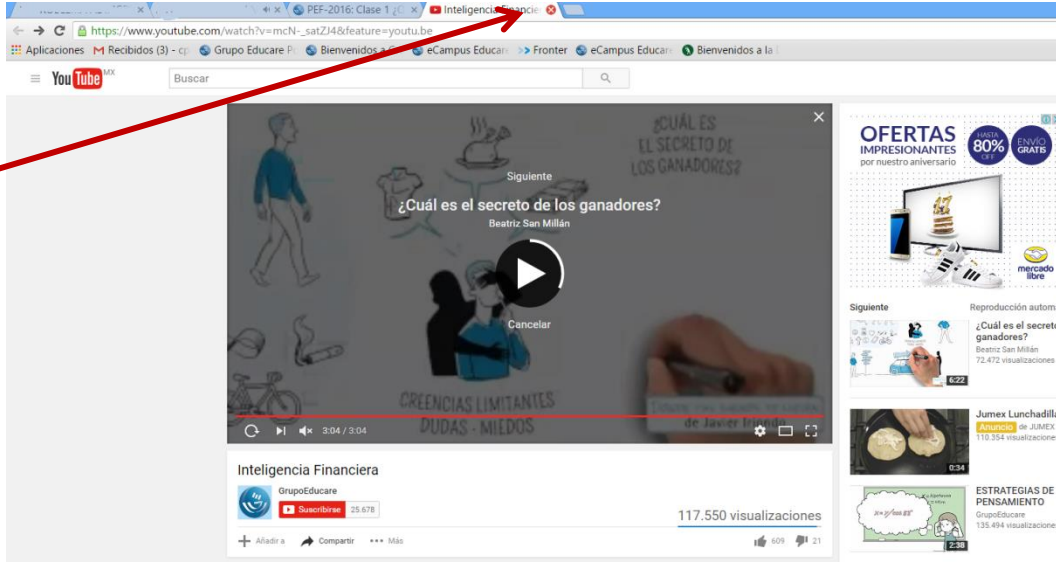 PEF-2016: Clase 1 ¿C
Inteligencia Financie
https://www.youtube.com/watch?v=mcN-_satZJ4&feature=youtu.be
Aplicaciones Recibidos (3) - cp Grupo Educare P Bienvenidos a eCampus Educare Fronter eCampus Educar Bienvenidos a la
YouTube MX
Buscar
¿CUÁL ES
EL SECRETO DE
LOS GANADORES?
Siguiente
¿Cuál es el secreto de los ganadores?
Beatriz San Millán
Cancelar
CREENCIAS LIMITANTES
DUDAS - MIEDOS
de Javier Iriondo
3:04 / 3:04
Inteligencia Financiera
GrupoEducare
Suscribirse 25.678
117.550 visualizaciones
Añadir a Compartir Más
609 21
OFERTAS
IMPRESIONANTES
por nuestro aniversario
HASTA
80%
OFF
ENVÍO
GRATIS
17
mercado
libre
Siguiente Reproducción autom
¿Cuál es el secreto
ganadores?
Beatriz San Millán
72.472 visualizaciones
6:22
Jumex Lunchadilla
Anuncio de JUMEX
110.354 visualizacione
0:34
ESTRATEGIAS DE
PENSAMIENTO
GrupoEducare
135.494 visualizacione
2:38